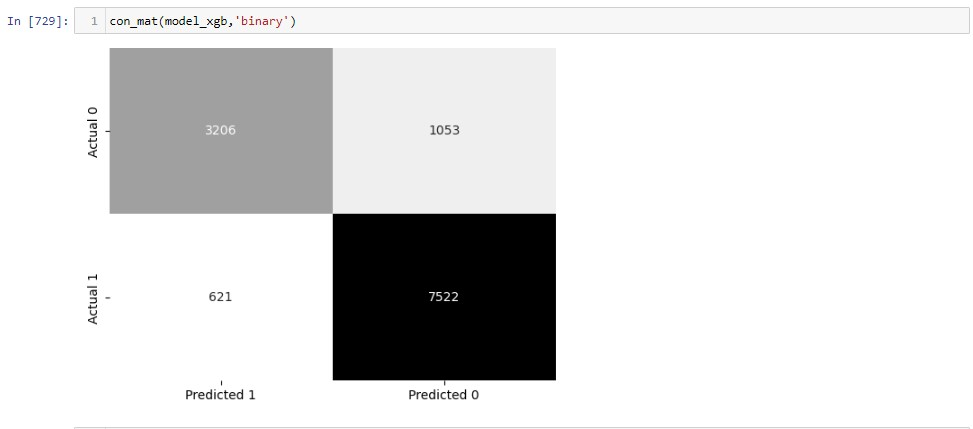 In [729]: 1 con_mat(model_xgb,'binary')
Actual 0 3206 1053
Actual 1 621 7522
Predicted 1 Predicted 0